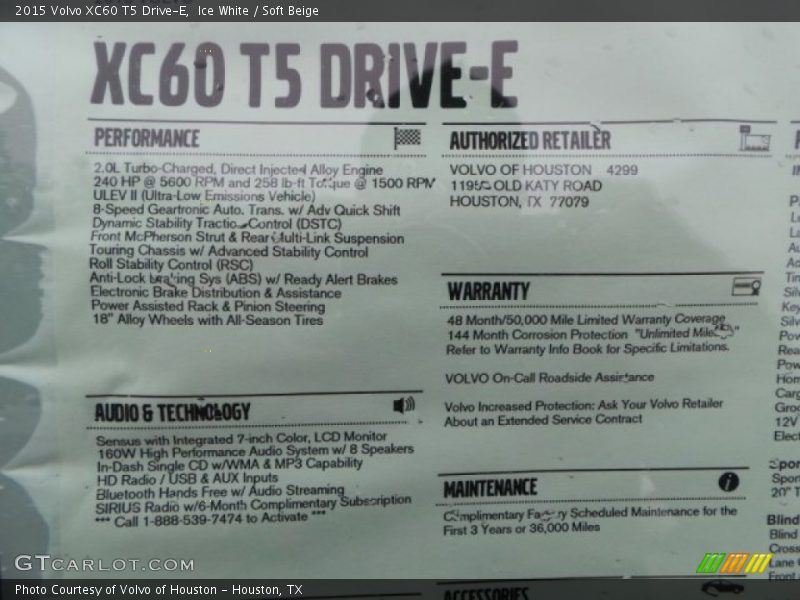 2015 Volvo XC60 T5 Drive-E, Ice White / Soft Beige
XC60 T5 DRIVE-E
PERFORMANCE
2.0L Turbo-Charged, Direct Injected Alloy Engine
240 HP @ 5600 RPM and 258 lb-ft Torque @ 1500 RPM
ULEV II (Ultra-Low Emissions Vehicle)
8-Speed Geartronic Auto. Trans. w/ Adv Quick Shift
Dynamic Stability Traction Control (DSTC)
Front McPherson Strut & Rear Multi-Link Suspension
Touring Chassis w/ Advanced Stability Control
Roll Stability Control (RSC)
Anti-Lock Braking Sys (ABS) w/ Ready Alert Brakes
Electronic Brake Distribution & Assistance
Power Assisted Rack & Pinion Steering
18" Alloy Wheels with All-Season Tires
AUDIO & TECHNOLOGY
Sensus with Integrated 7-inch Color, LCD Monitor
160W High Performance Audio System w/ 8 Speakers
In-Dash Single CD w/WMA & MP3 Capability
HD Radio / USB & AUX Inputs
Bluetooth Hands Free w/ Audio Streaming
SIRIUS Radio w/6-Month Complimentary Subscription
*** Call 1-888-539-7474 to Activate ***
AUTHORIZED RETAILER
VOLVO OF HOUSTON 4299
OLD KATY ROAD
HOUSTON, TX 77079
WARRANTY
48 Month/50,000 Mile Limited Warranty Coverage
144 Month Corrosion Protection "Unlimited
Refer to Warranty Info Book for Specific Limitations.
VOLVO On-Call Roadside Assistance
Volvo Increased Protection: Ask Your Volvo Retailer
About an Extended Service Contract
MAINTENANCE
Complimentary Factory Scheduled Maintenance for the
First 3 Years or 36,000 Miles
ACCESSORIES
20"
12V
Blind
Blind
Lane
Front
GTCARLOT.COM
Photo Courtesy of Volvo of Houston - Houston, TX